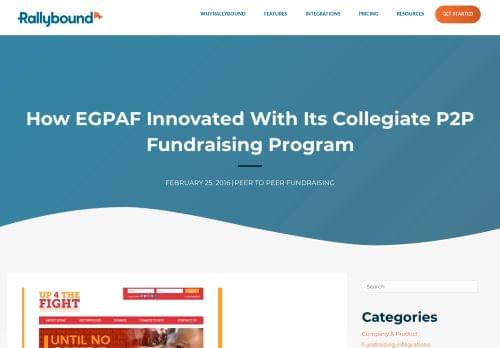 Rallybound
WHY RALLYBOUND
FEATURES
INTEGRATIONS
PRICING
RESOURCES
GET STARTED
How EGPAF Innovated With Its Collegiate P2P
Fundraising Program
FEBRUARY 25, 2016 | PEER TO PEER FUNDRAISING
UP 4 THE
FIGHT
UNTIL NO
Search
Categories
Company & Product
Fundraising Integrations